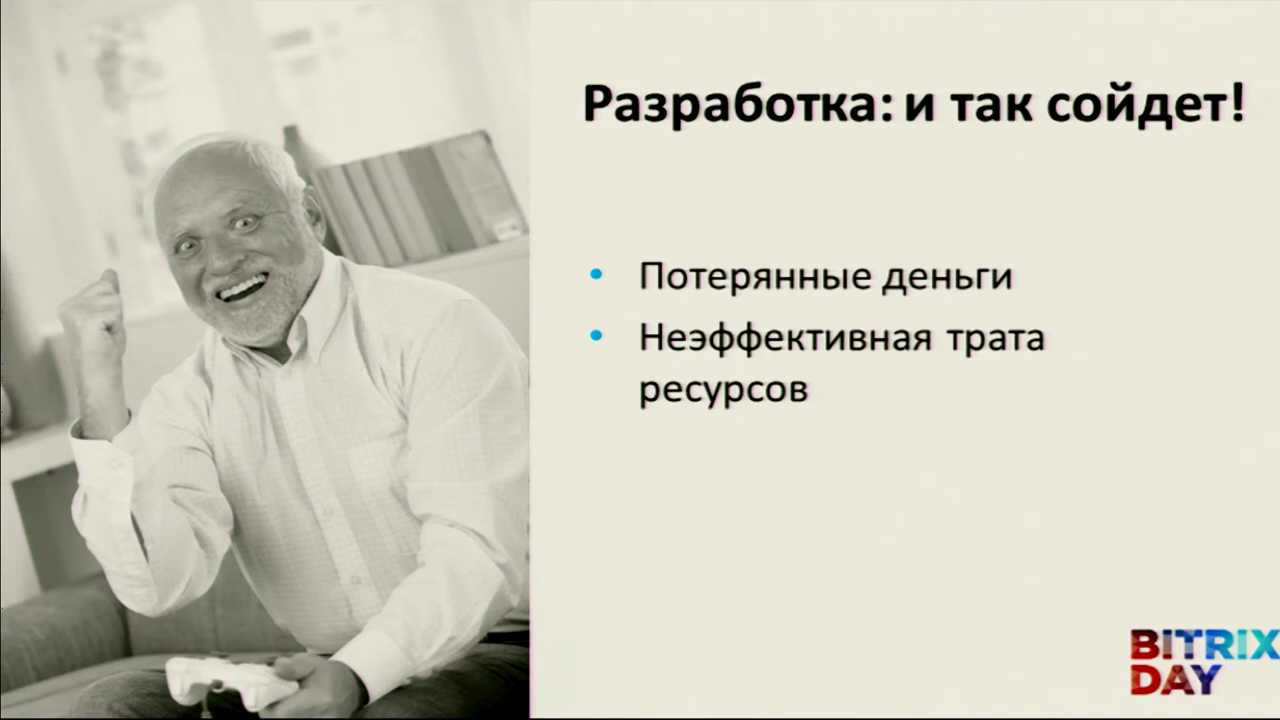 Разработка: и так сойдет!
Потерянные деньги
Неэффективная трата
ресурсов
BITRIX
DAY